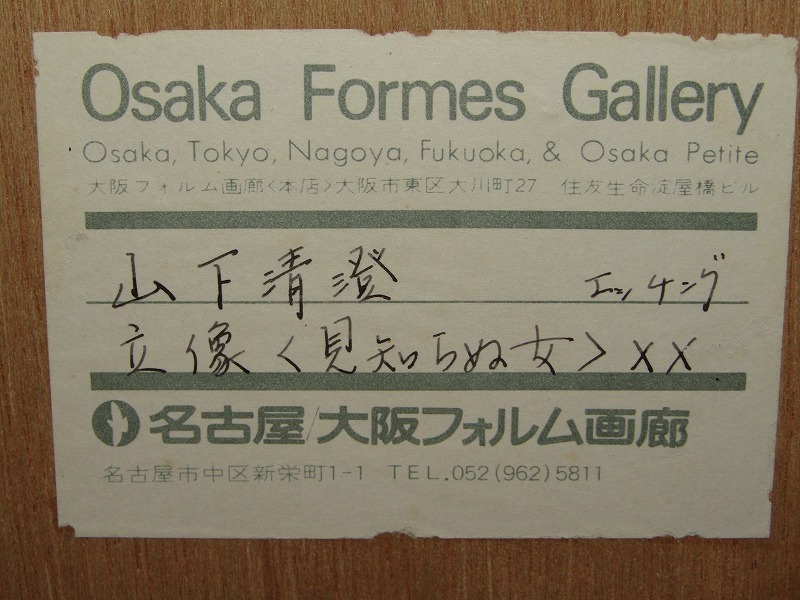 Osaka Formes Gallery
Osaka, Tokyo, Nagoya, Fukuoka, & Osaka Petite
大阪フォルム画廊<本店>大阪市東区大川町27 住友生命淀屋橋ビル
山下清澄 エッチング
立像<見知らぬ女>XX
名古屋/大阪フォルム画廊
名古屋市中区新栄町1-1 TEL.052(962)5811